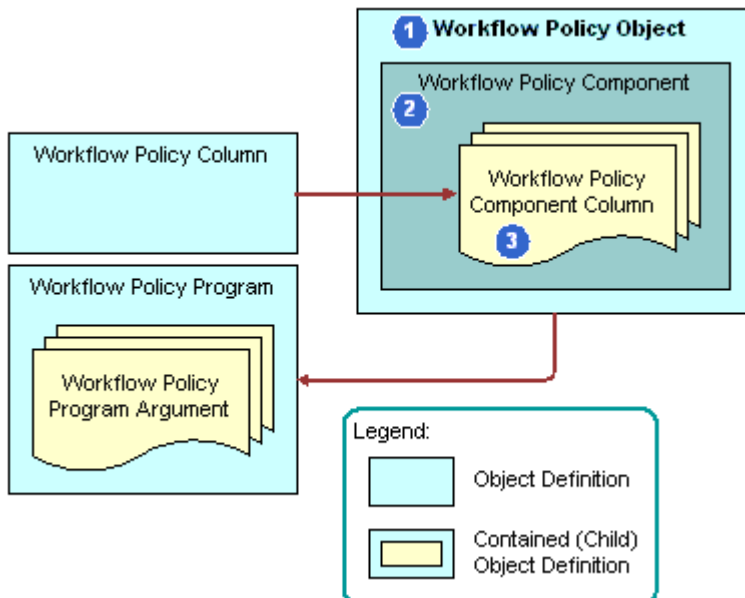 1 Workflow Policy Object
Workflow Policy Component
2
Workflow Policy Column
Workflow Policy
Component Column
3
Workflow Policy Program
Workflow Policy
Program Argument
Legend:
Object Definition
Contained (Child)
Object Definition